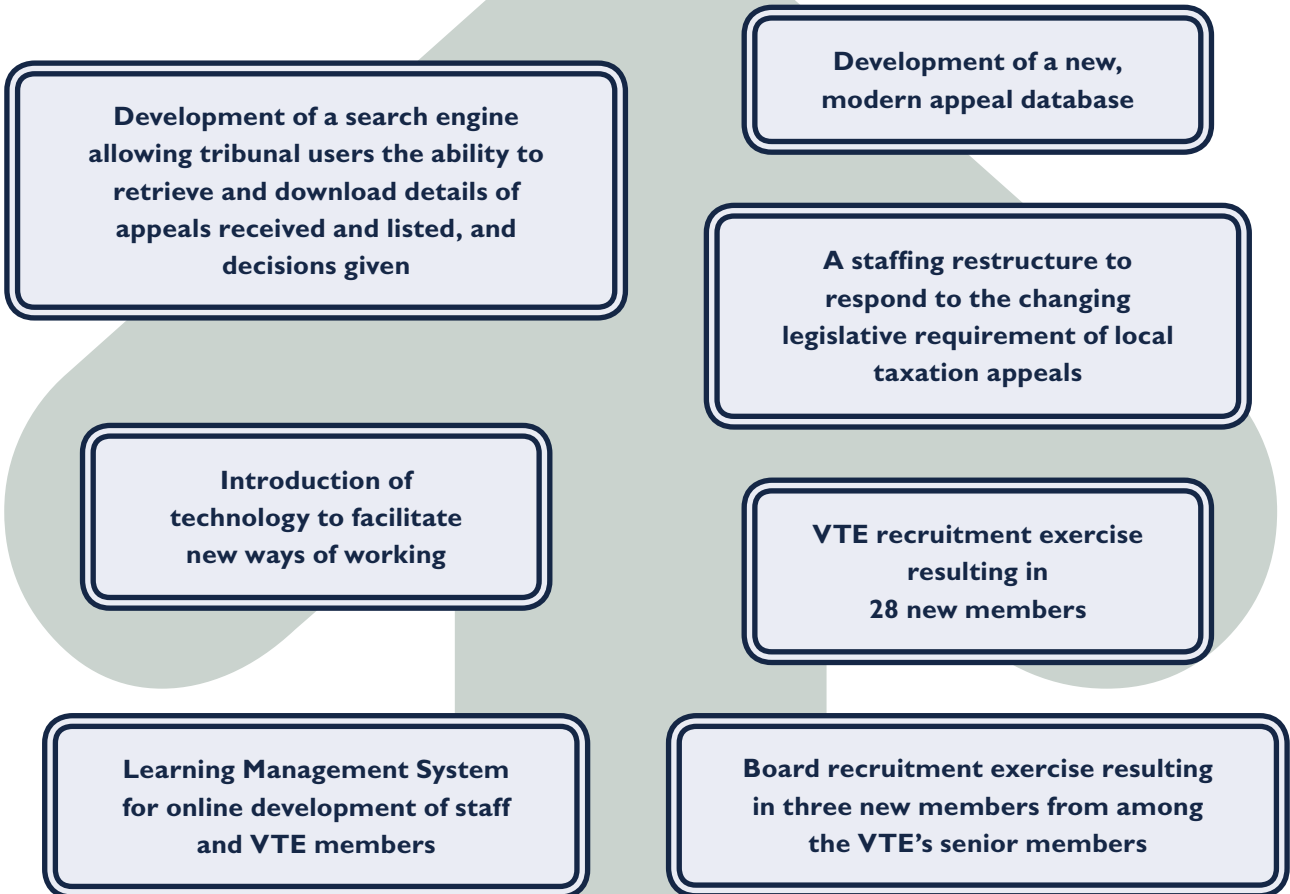 Development of a new,
modern appeal database
Development of a search engine
allowing tribunal users the ability to
retrieve and download details of
appeals received and listed, and
decisions given
A staffing restructure to
respond to the changing
legislative requirement of local
taxation appeals
Introduction of
technology to facilitate
new ways of working
VTE recruitment exercise
resulting in
28 new members
Learning Management System
for online development of staff
and VTE members
Board recruitment exercise resulting
in three new members from among
the VTE’s senior members